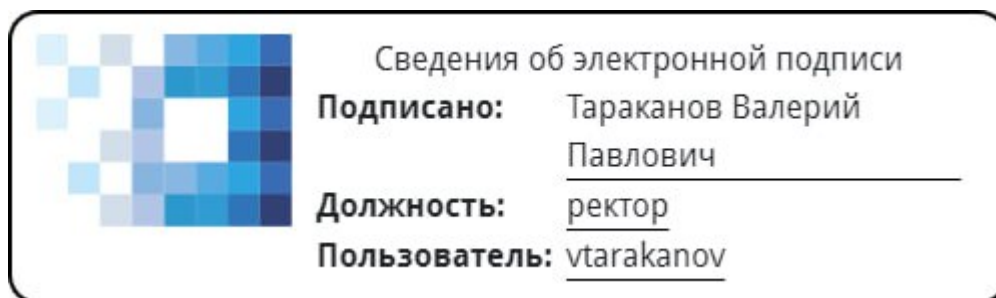 Сведения об электронной подписи
Подписано: Тараканов Валерий
Павлович
Должность: ректор
Пользователь: vtarakanov